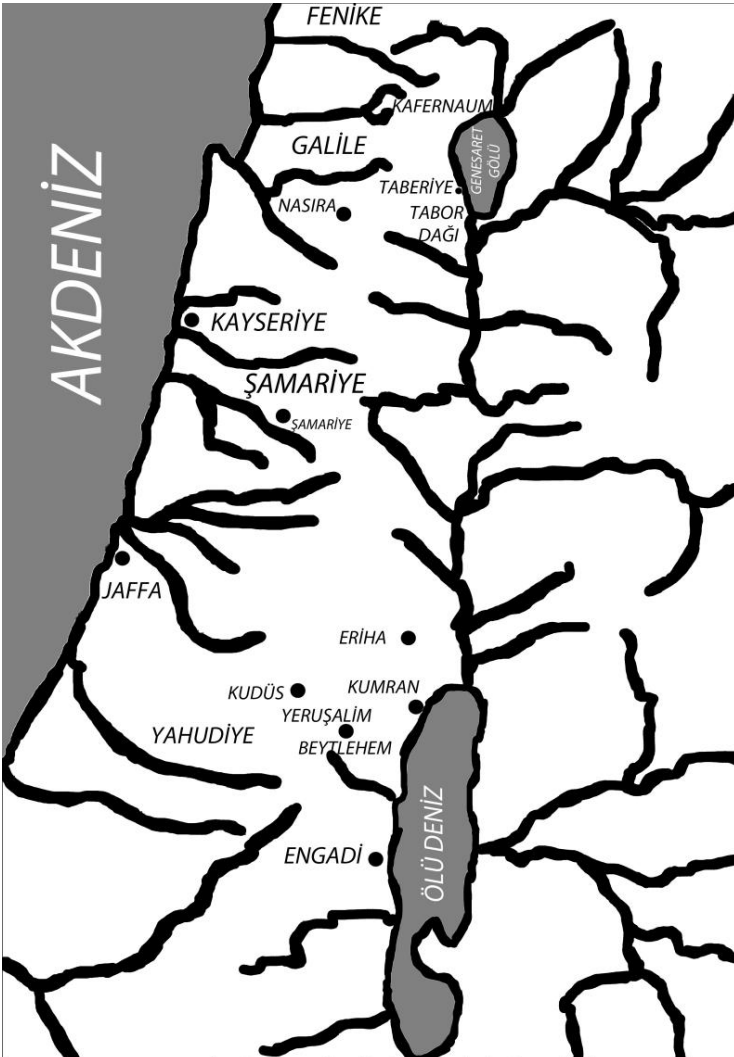 FENİKE
KAFERNAUM
GALİLE
GENESARET
GÖLÜ
TABERİYE
NASIRA
TABOR
DAĞI
AKDENİZ
KAYSERİYE
ŞAMARİYE
ŞAMARİYE
JAFFA
ERİHA
KUDÜS
KUMRAN
YERUŞALİM
YAHUDİYE
BEYTLEHEM
ÖLÜ DENİZ
ENGADİ